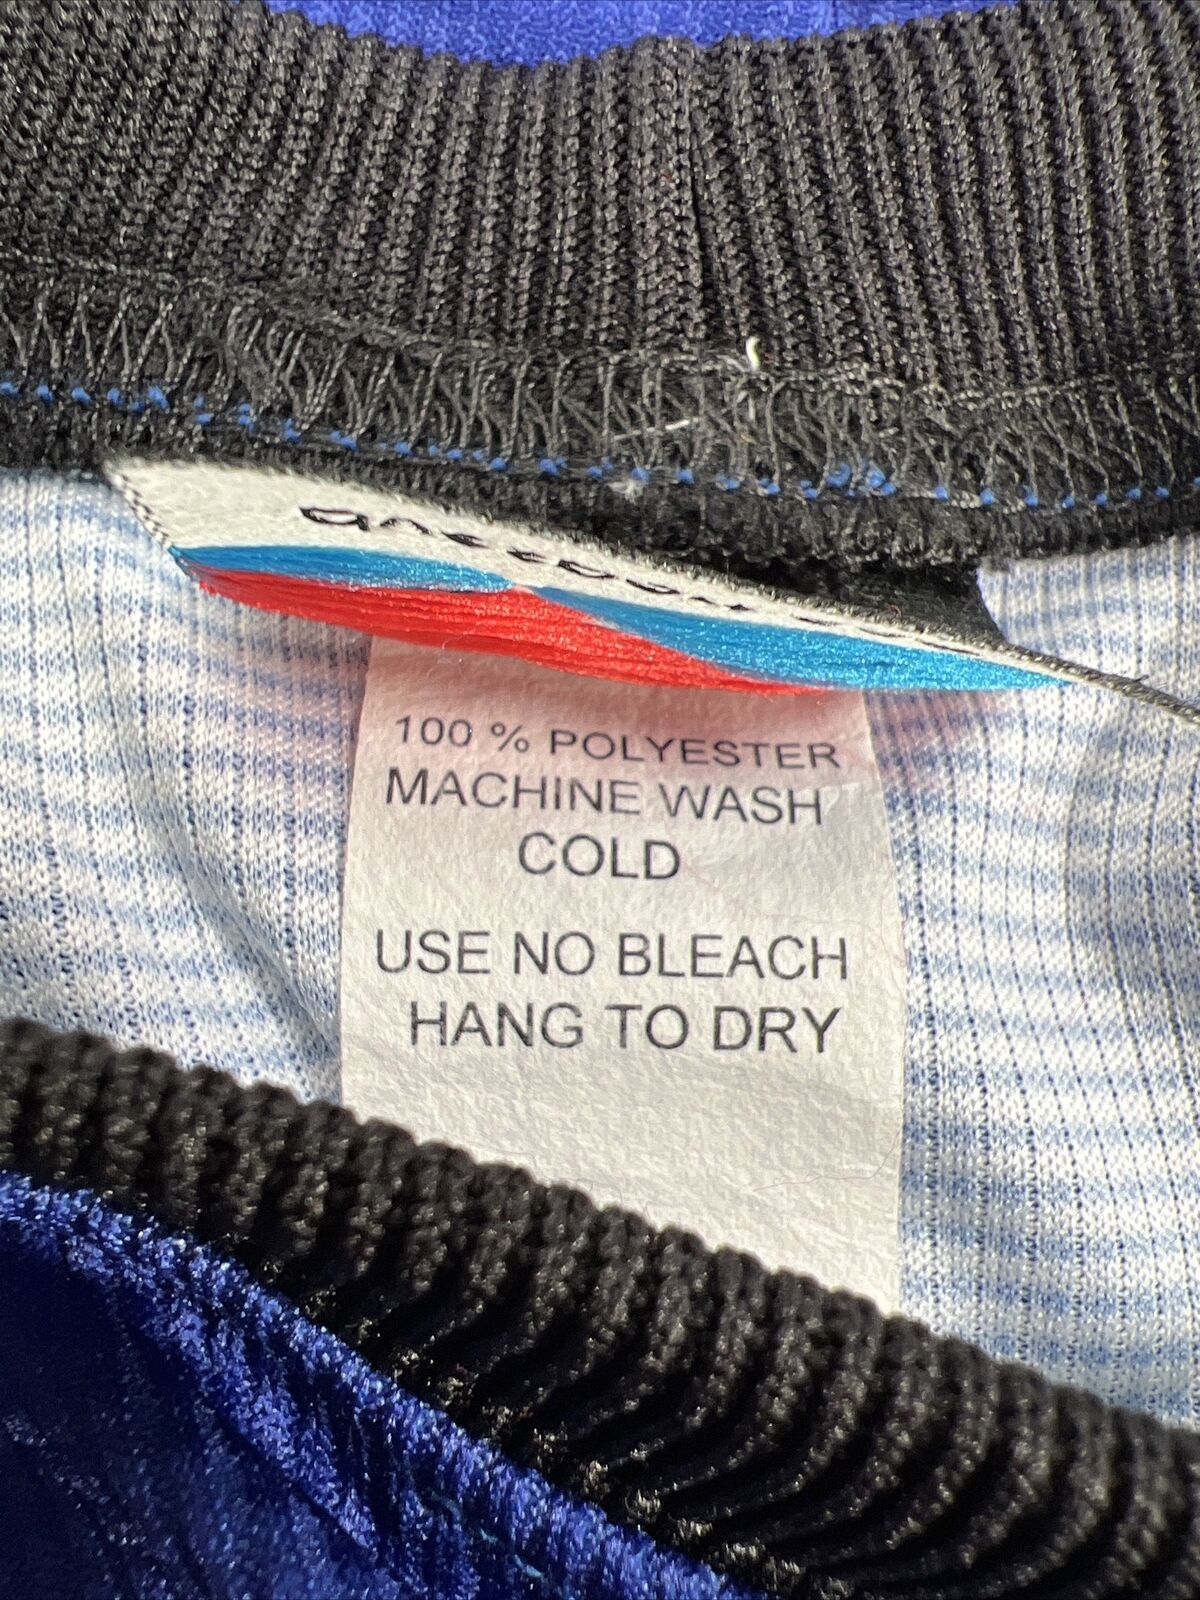 100 % POLYESTER
MACHINE WASH
COLD
USE NO BLEACH
HANG TO DRY